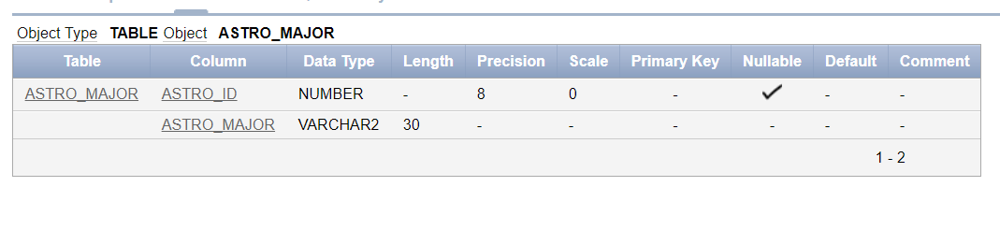 Object Type TABLE Object ASTRO_MAJOR
Table Column Data Type Length Precision Scale Primary Key Nullable Default Comment
ASTRO_MAJOR ASTRO_ID NUMBER - 8 0 - ✓ - -
ASTRO_MAJOR VARCHAR2 30 - - - - - -
1 - 2